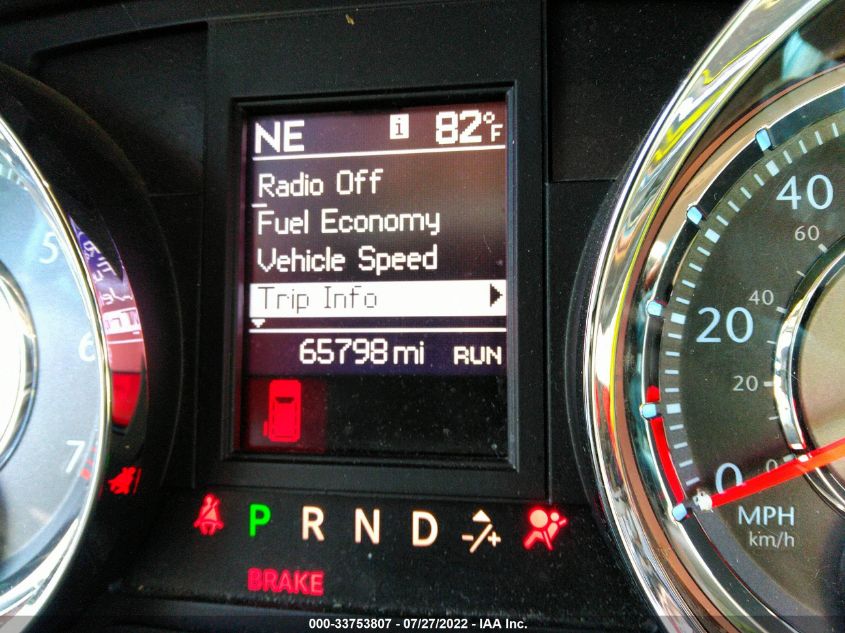 NE i 82°F
Radio Off
Fuel Economy
Vehicle Speed
Trip Info
65798 mi RUN
P R N D -/+
BRAKE
5
6
7
40
60
40
20
20
0
0
MPH
km/h
000-33753807 - 07/27/2022 - IAA Inc.